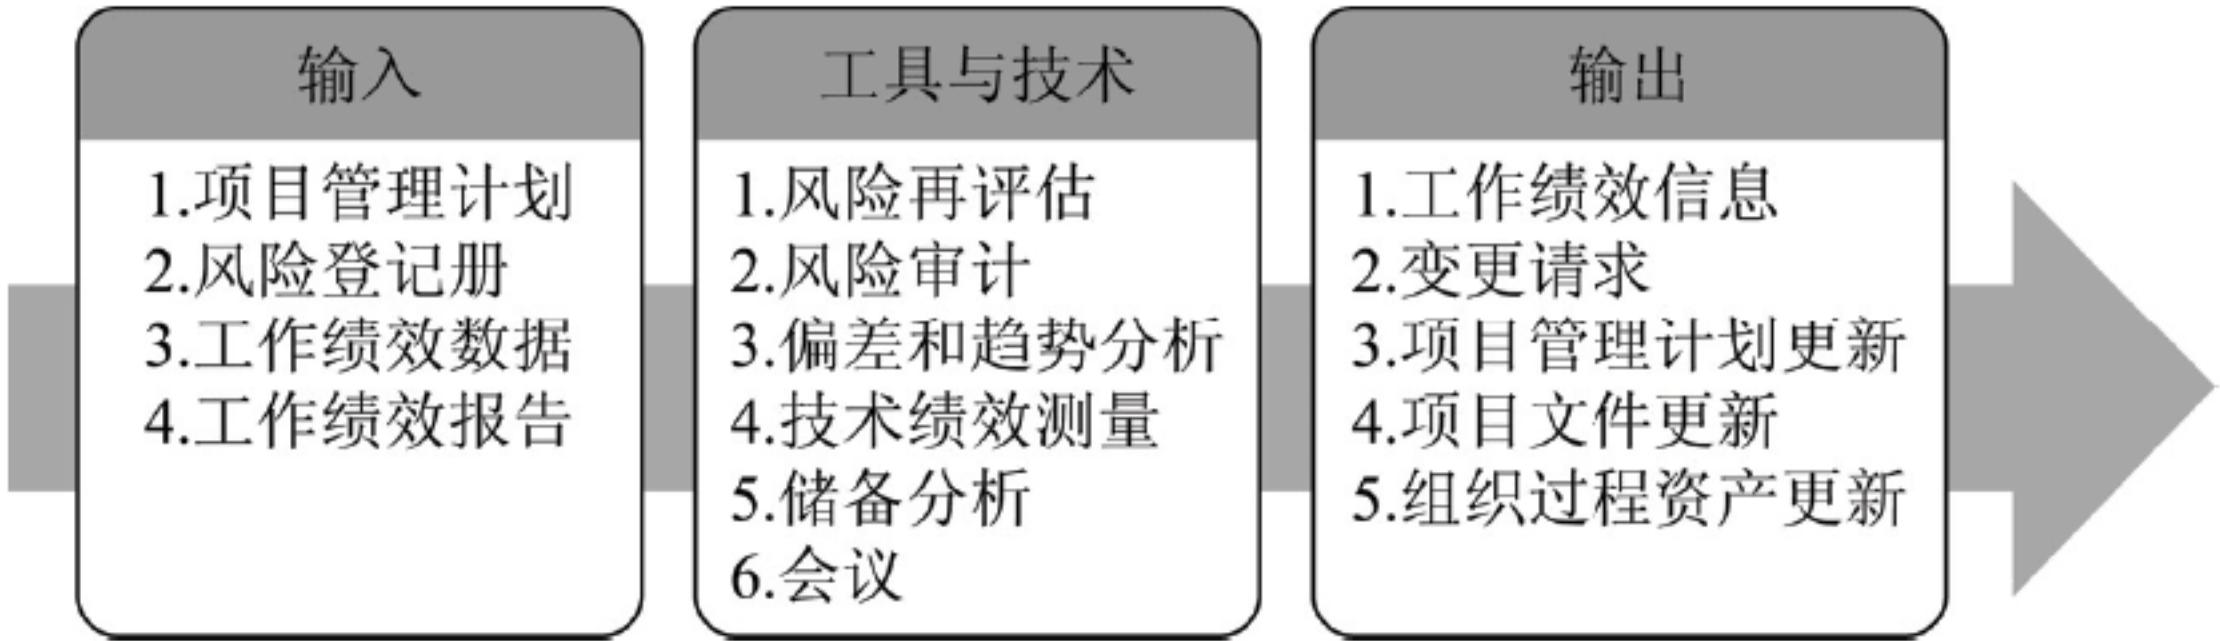 输入
1.项目管理计划
2.风险登记册
3.工作绩效数据
4.工作绩效报告
工具与技术
1.风险再评估
2.风险审计
3.偏差和趋势分析
4.技术绩效测量
5.储备分析
6.会议
输出
1.工作绩效信息
2.变更请求
3.项目管理计划更新
4.项目文件更新
5.组织过程资产更新